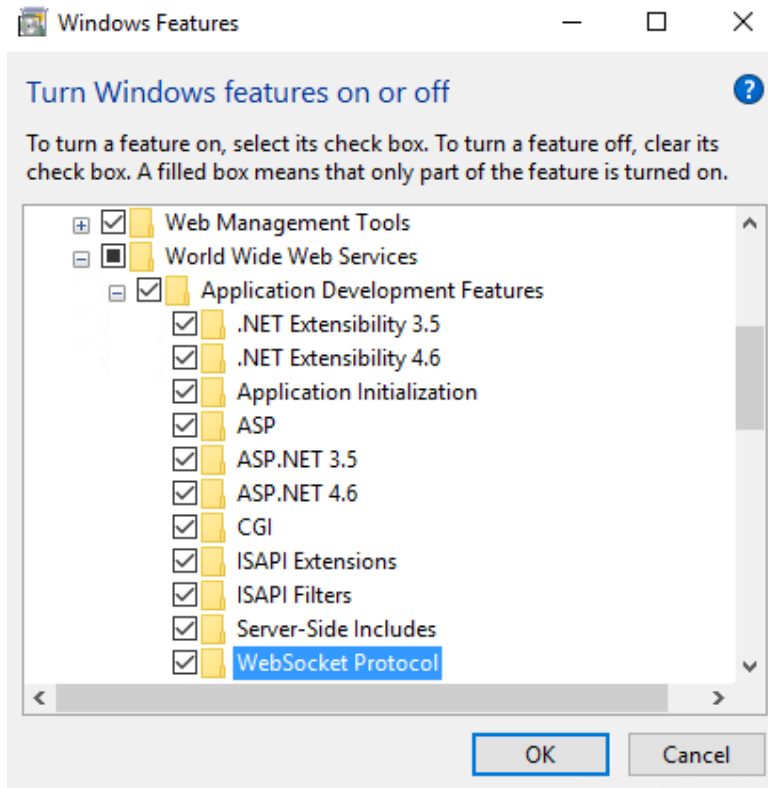 Windows Features
Turn Windows features on or off
?
To turn a feature on, select its check box. To turn a feature off, clear its
check box. A filled box means that only part of the feature is turned on.
Web Management Tools
World Wide Web Services
Application Development Features
.NET Extensibility 3.5
.NET Extensibility 4.6
Application Initialization
ASP
ASP.NET 3.5
ASP.NET 4.6
CGI
ISAPI Extensions
ISAPI Filters
Server-Side Includes
WebSocket Protocol
OK
Cancel